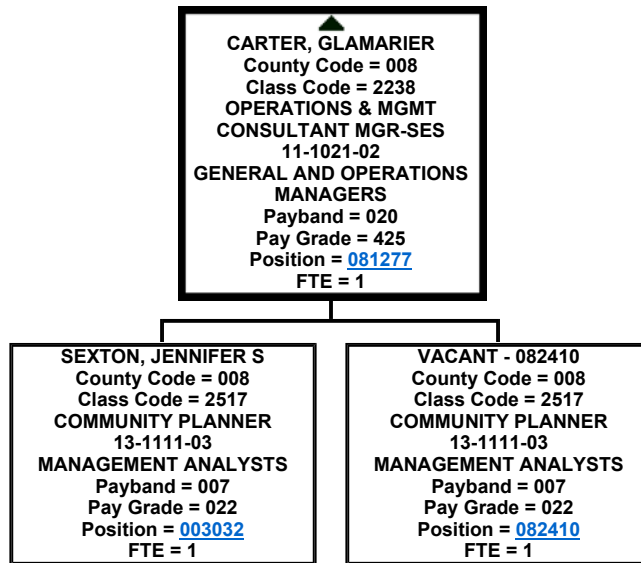 CARTER, GLAMARIER
County Code = 008
Class Code = 2238
OPERATIONS & MGMT
CONSULTANT MGR-SES
11-1021-02
GENERAL AND OPERATIONS
MANAGERS
Payband = 020
Pay Grade = 425
Position = 081277
FTE = 1
SEXTON, JENNIFER S
County Code = 008
Class Code = 2517
COMMUNITY PLANNER
13-1111-03
MANAGEMENT ANALYSTS
Payband = 007
Pay Grade = 022
Position = 003032
FTE = 1
VACANT - 082410
County Code = 008
Class Code = 2517
COMMUNITY PLANNER
13-1111-03
MANAGEMENT ANALYSTS
Payband = 007
Pay Grade = 022
Position = 082410
FTE = 1